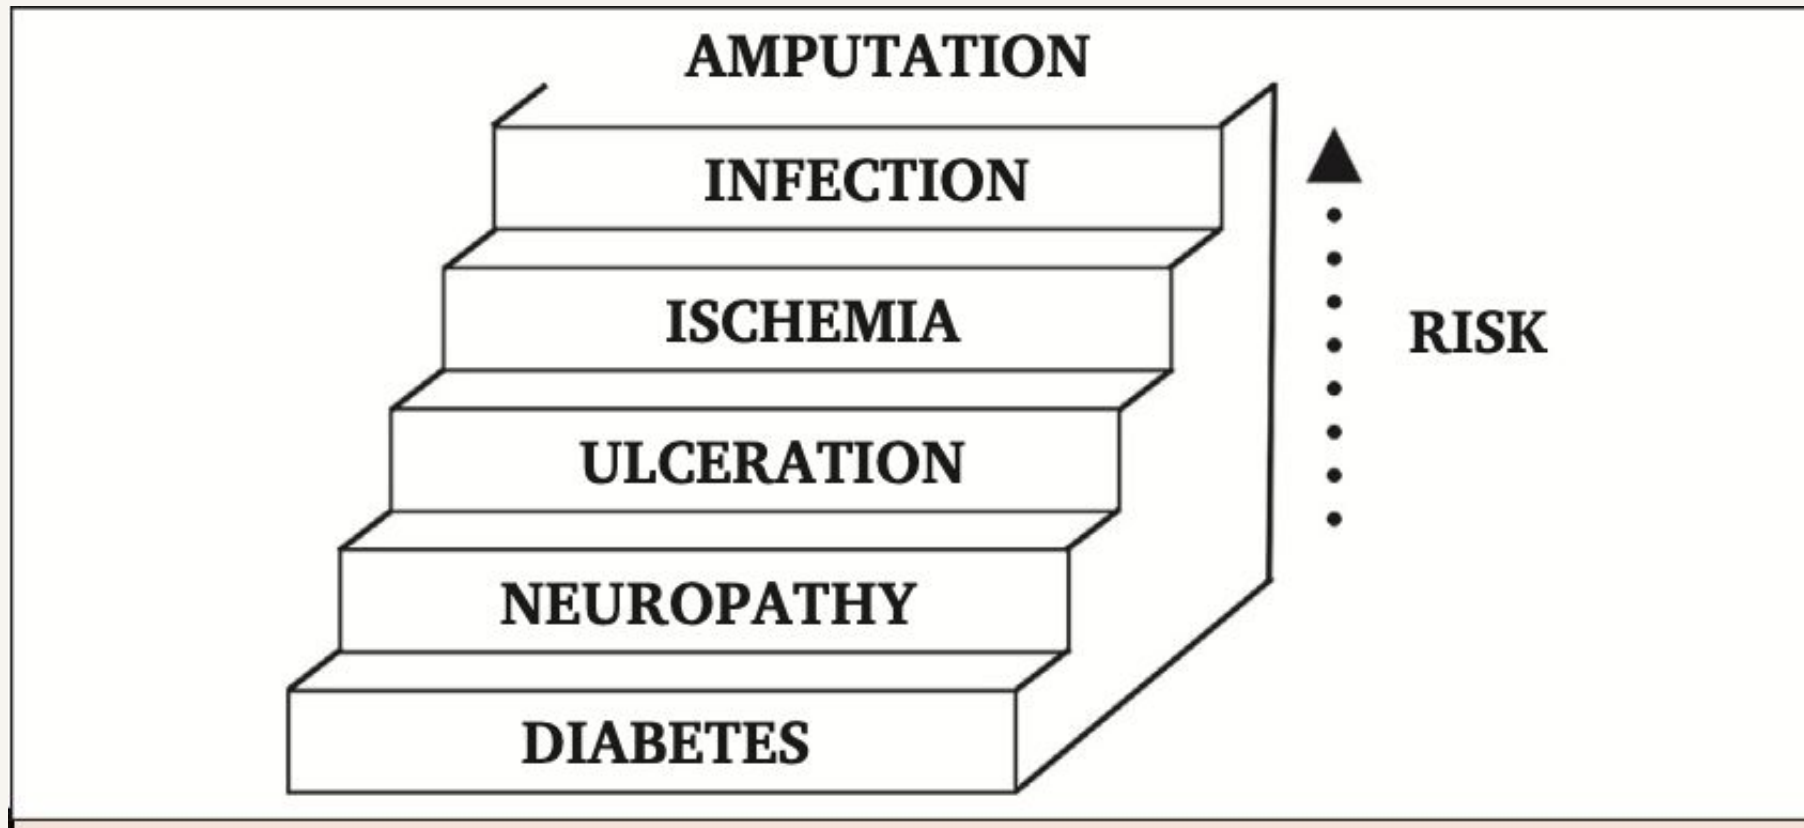 AMPUTATION
INFECTION
ISCHEMIA
RISK
ULCERATION
NEUROPATHY
DIABETES